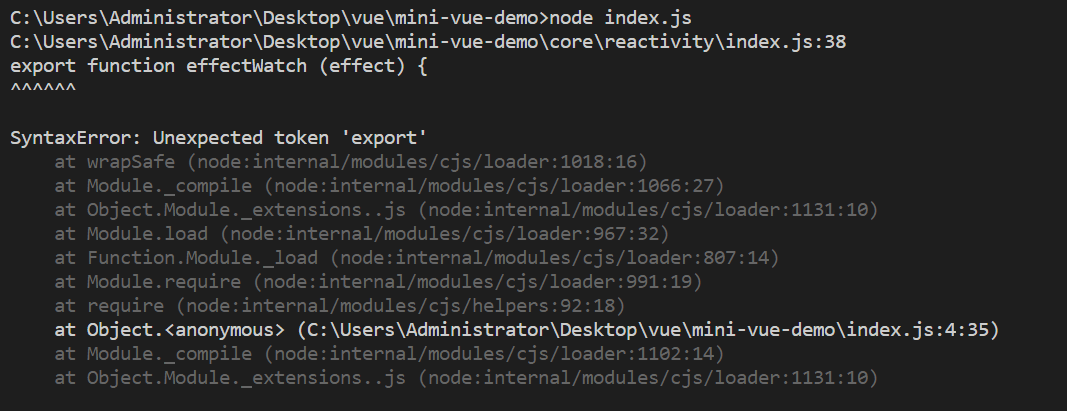 C:\Users\Administrator\Desktop\vue\mini-vue-demo>node index.js
C:\Users\Administrator\Desktop\vue\mini-vue-demo\core\reactivity\index.js:38
export function effectWatch (effect) {
^^^^^^

SyntaxError: Unexpected token 'export'
    at wrapSafe (node:internal/modules/cjs/loader:1018:16)
    at Module._compile (node:internal/modules/cjs/loader:1066:27)
    at Object.Module._extensions..js (node:internal/modules/cjs/loader:1131:10)
    at Module.load (node:internal/modules/cjs/loader:967:32)
    at Function.Module._load (node:internal/modules/cjs/loader:807:14)
    at Module.require (node:internal/modules/cjs/loader:991:19)
    at require (node:internal/modules/cjs/helpers:92:18)
    at Object.<anonymous> (C:\Users\Administrator\Desktop\vue\mini-vue-demo\index.js:4:35)
    at Module._compile (node:internal/modules/cjs/loader:1102:14)
    at Object.Module._extensions..js (node:internal/modules/cjs/loader:1131:10)